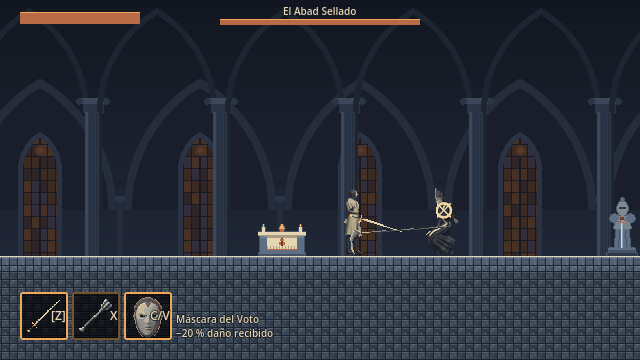 El Abad Sellado
[Z]
X
C/V
Máscara del Voto
−20 % daño recibido